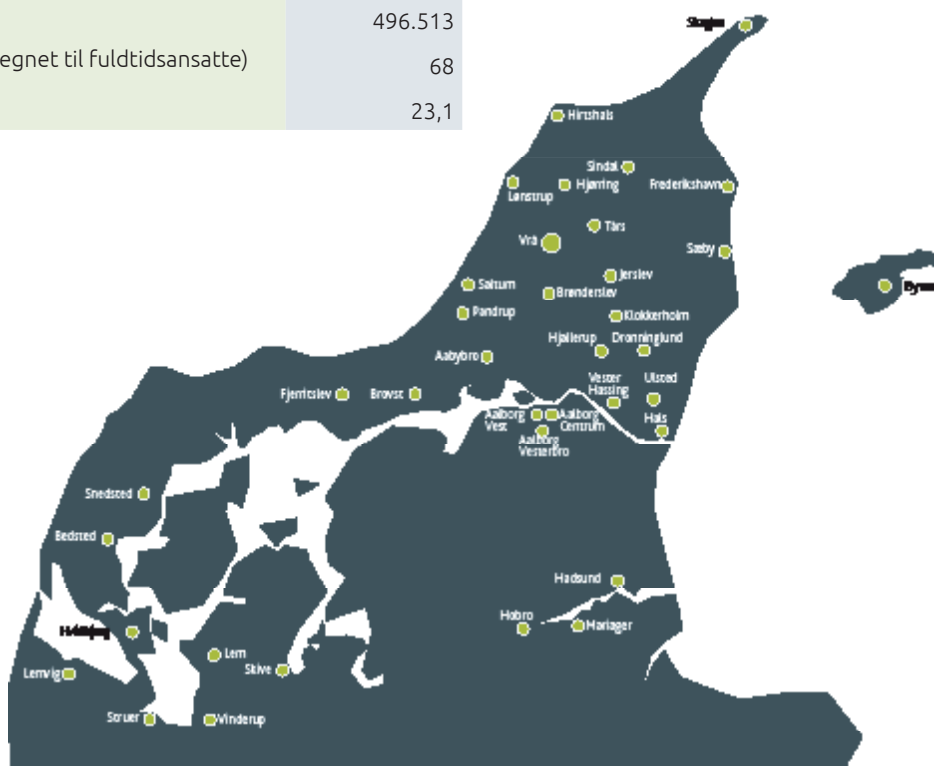 496.513
egnet til fuldtidsansatte)
68
23,1
Skagen
Hirtshals
Sindal
Lønstrup
Hjørring
Frederikshavn
Tårs
Vrå
Sæby
Jerslev
Saltum
Brønderslev
Pandrup
Klokkerholm
Hjallerup
Dronninglund
Aabybro
Vester
Hassing
Ulsted
Fjerritslev
Brovst
Hals
Aalborg
Vest
Aalborg
Centrum
Aalborg
Vesterbro
Snedsted
Bedsted
Hadsund
Hobro
Mariager
Lem
Skive
Lemvig
Struer
Vinderup